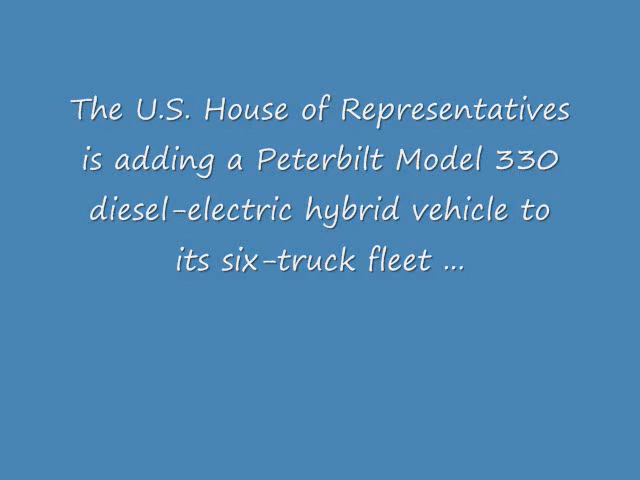 The U.S. House of Representatives
is adding a Peterbilt Model 330
diesel-electric hybrid vehicle to
its six-truck fleet ...